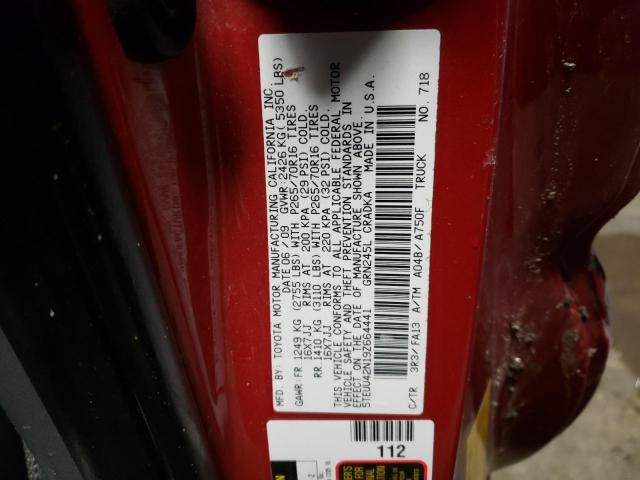 MFD. BY: TOYOTA MOTOR MANUFACTURING CALIFORNIA INC.
DATE 06/09 GVWR 2426 KG( 5350 LBS)
GAWR:FR 1249 KG (2755 LBS) WITH P265/70R16 TIRES
16X7JJ RIMS AT 200 KPA (29 PSI) COLD.
RR 1410 KG (3110 LBS) WITH P265/70R16 TIRES
16X7JJ RIMS AT 220 KPA (32 PSI) COLD.
THIS VEHICLE CONFORMS TO ALL APPLICABLE FEDERAL MOTOR
VEHICLE SAFETY AND THEFT PREVENTION STANDARDS IN
EFFECT ON THE DATE OF MANUFACTURE SHOWN ABOVE.
5TEUU42N19Z664441 GRN245L CRADKA MADE IN U.S.A.
C/TR 3R3/FA13 A/TM A04B/A750F TRUCK NO. 718
112